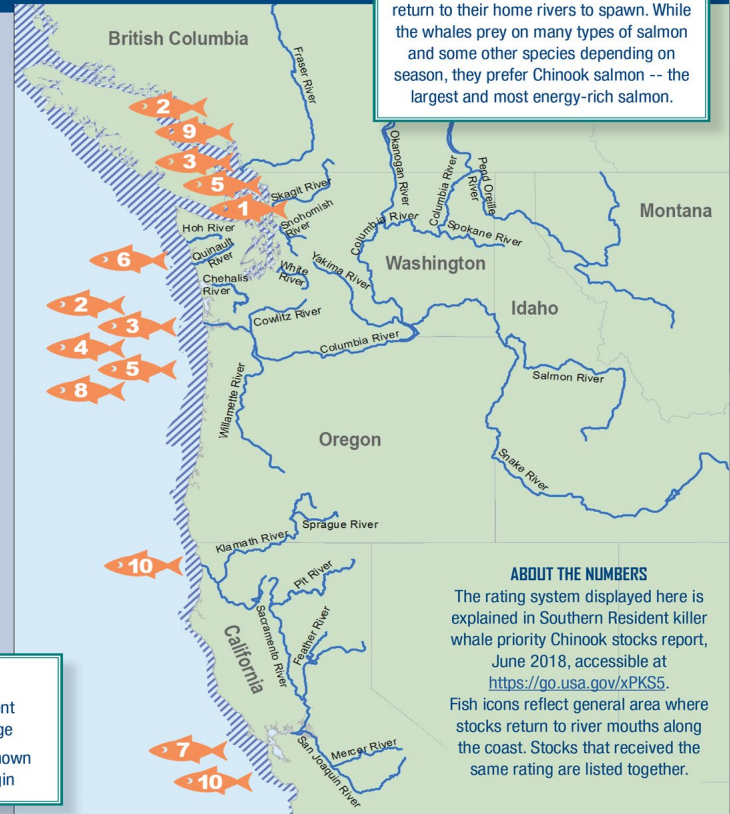 return to their home rivers to spawn. While
the whales prey on many types of salmon
and some other species depending on
season, they prefer Chinook salmon -- the
largest and most energy-rich salmon.
British Columbia
Fraser River
2
9
3
5
1
Skagit River
Snohomish
River
Okanogan River
Columbia River
Pend Oreille
River
Columbia River
Spokane River
Montana
Hoh River
Quinault
River
6
Chehalis
River
White
River
Yakima River
Washington
Idaho
2
3
4
5
8
Cowlitz River
Columbia River
Willamette River
Salmon River
Oregon
Snake River
Sprague River
Klamath River
10
Pit River
California
Sacramento River
Feather River
7
10
Mercer River
San Joaquin River
ABOUT THE NUMBERS
The rating system displayed here is
explained in Southern Resident killer
whale priority Chinook stocks report,
June 2018, accessible at
https://go.usa.gov/xPKS5.
Fish icons reflect general area where
stocks return to river mouths along
the coast. Stocks that received the
same rating are listed together.
ent
ge
own
gin